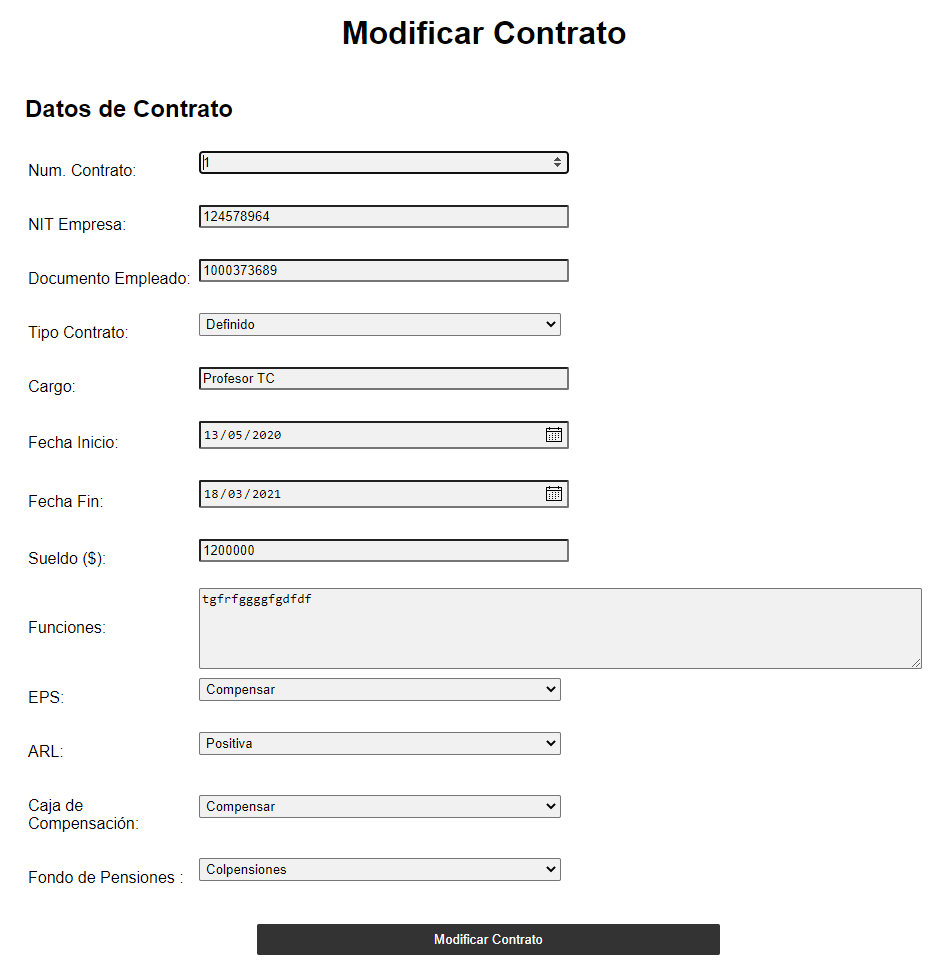 Modificar Contrato
Datos de Contrato
Num. Contrato: 1
NIT Empresa: 124578964
Documento Empleado: 1000373689
Tipo Contrato: Definido
Cargo: Profesor TC
Fecha Inicio: 13/05/2020
Fecha Fin: 18/03/2021
Sueldo ($): 1200000
tgfrfggggfgdfdf
Funciones:
EPS: Compensar
ARL: Positiva
Caja de
Compensación: Compensar
Fondo de Pensiones : Colpensiones
Modificar Contrato